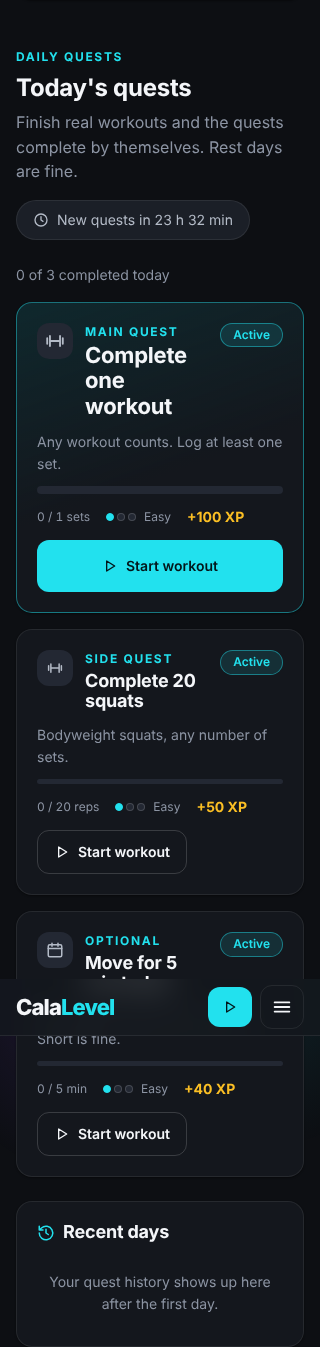 DAILY QUESTS
Today's quests
Finish real workouts and the quests
complete by themselves. Rest days
are fine.
New quests in 23 h 32 min
0 of 3 completed today
MAIN QUEST
Active
Complete
one
workout
Any workout counts. Log at least one
set.
0 / 1 sets
Easy
+100 XP
Start workout
SIDE QUEST
Active
Complete 20
squats
Bodyweight squats, any number of
sets.
0 / 20 reps
Easy
+50 XP
Start workout
OPTIONAL
Active
Move for 5
CalaLevel
Short is fine.
0 / 5 min
Easy
+40 XP
Start workout
Recent days
Your quest history shows up here
after the first day.